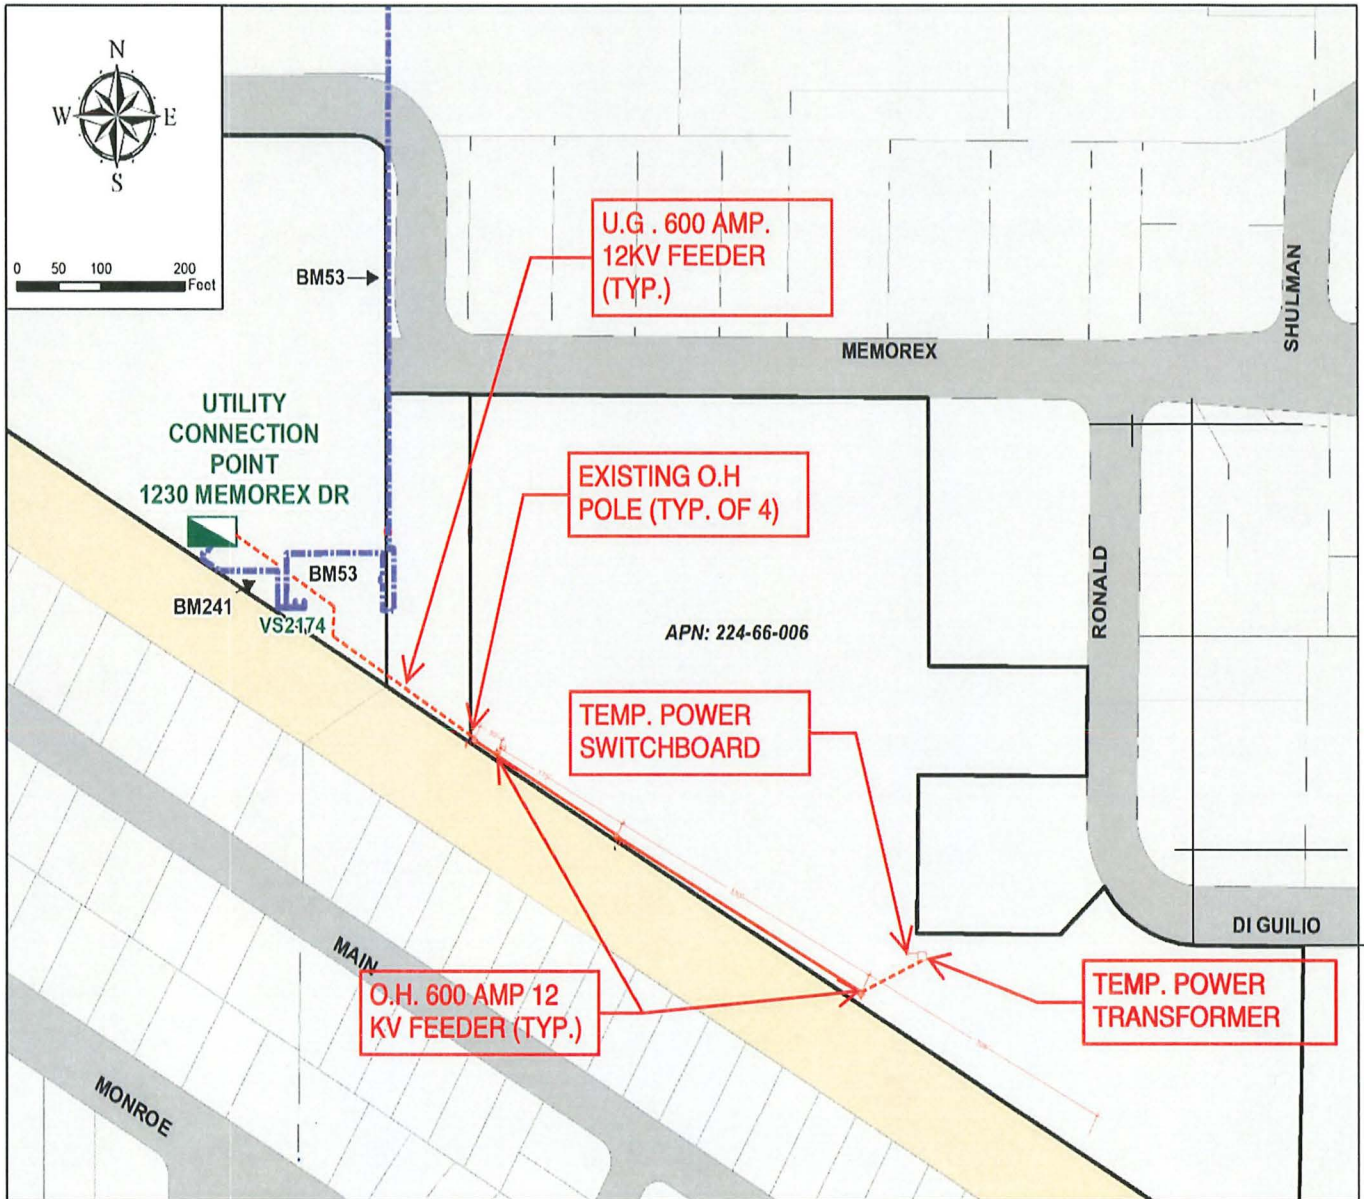 N
W E
S
0 50 100 200
Feet
U.G . 600 AMP.
12KV FEEDER
(TYP.)
BM53
SHULMAN
MEMOREX
UTILITY
CONNECTION
POINT
1230 MEMOREX DR
EXISTING O.H
POLE (TYP. OF 4)
BM53
BM241
VS2174
RONALD
APN: 224-66-006
TEMP. POWER
SWITCHBOARD
DI GUILIO
MAIN
O.H. 600 AMP 12
KV FEEDER (TYP.)
TEMP. POWER
TRANSFORMER
MONROE